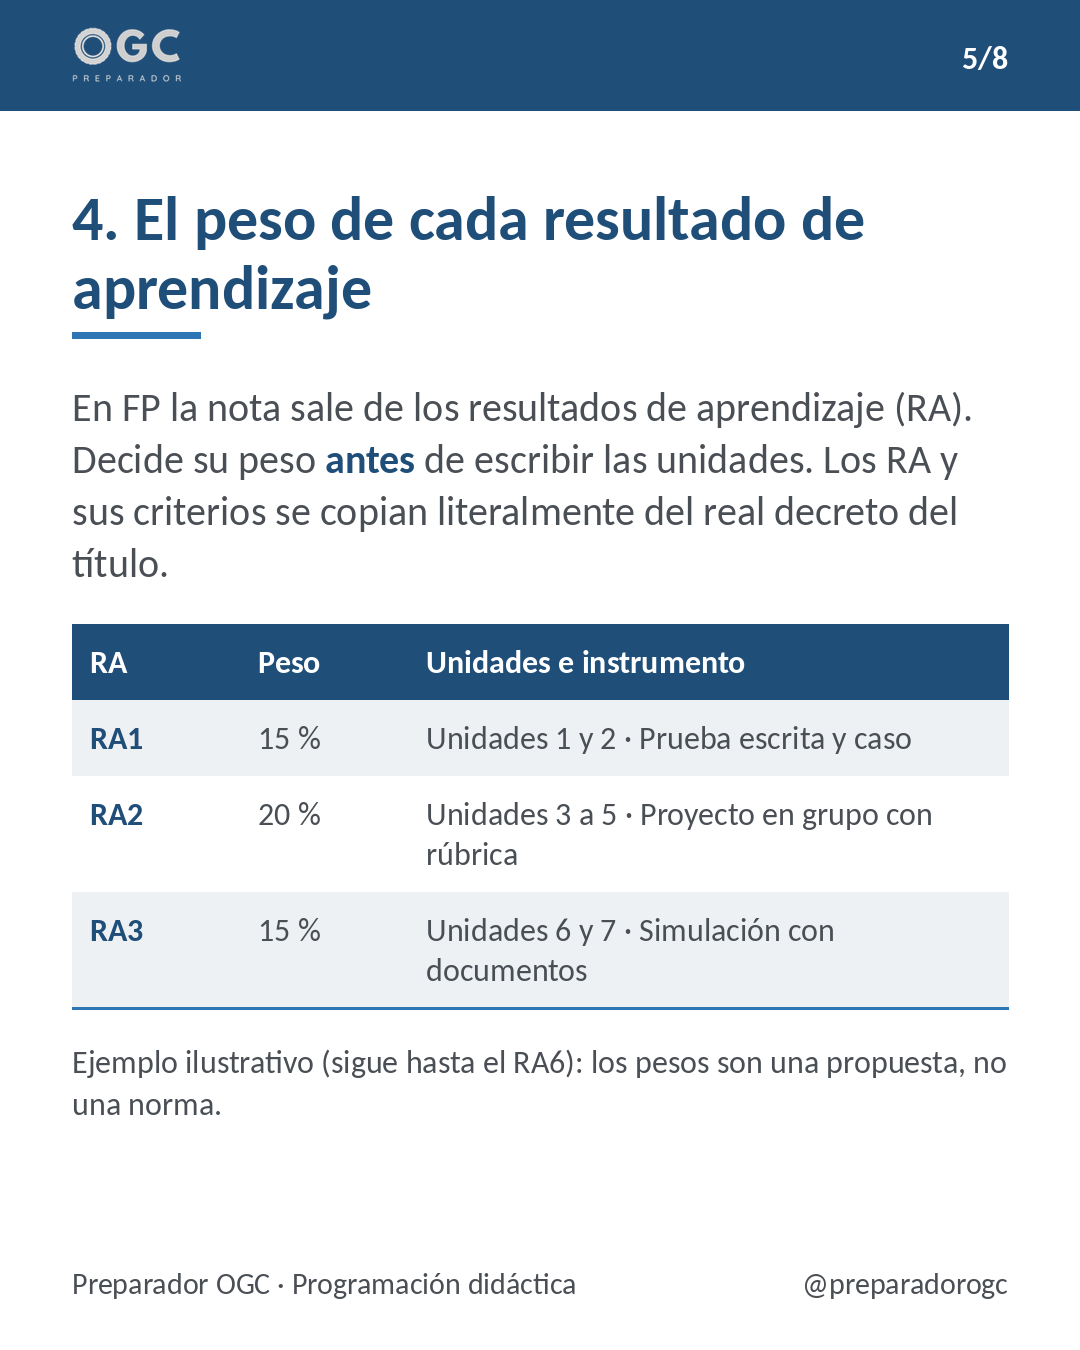 OGC
PREPARADOR
5/8
4. El peso de cada resultado de
aprendizaje
En FP la nota sale de los resultados de aprendizaje (RA).
Decide su peso antes de escribir las unidades. Los RA y
sus criterios se copian literalmente del real decreto del
título.
RA Peso Unidades e instrumento
RA1 15 % Unidades 1 y 2 · Prueba escrita y caso
RA2 20 % Unidades 3 a 5 · Proyecto en grupo con
rúbrica
RA3 15 % Unidades 6 y 7 · Simulación con
documentos
Ejemplo ilustrativo (sigue hasta el RA6): los pesos son una propuesta, no
una norma.
Preparador OGC · Programación didáctica @preparadorogc